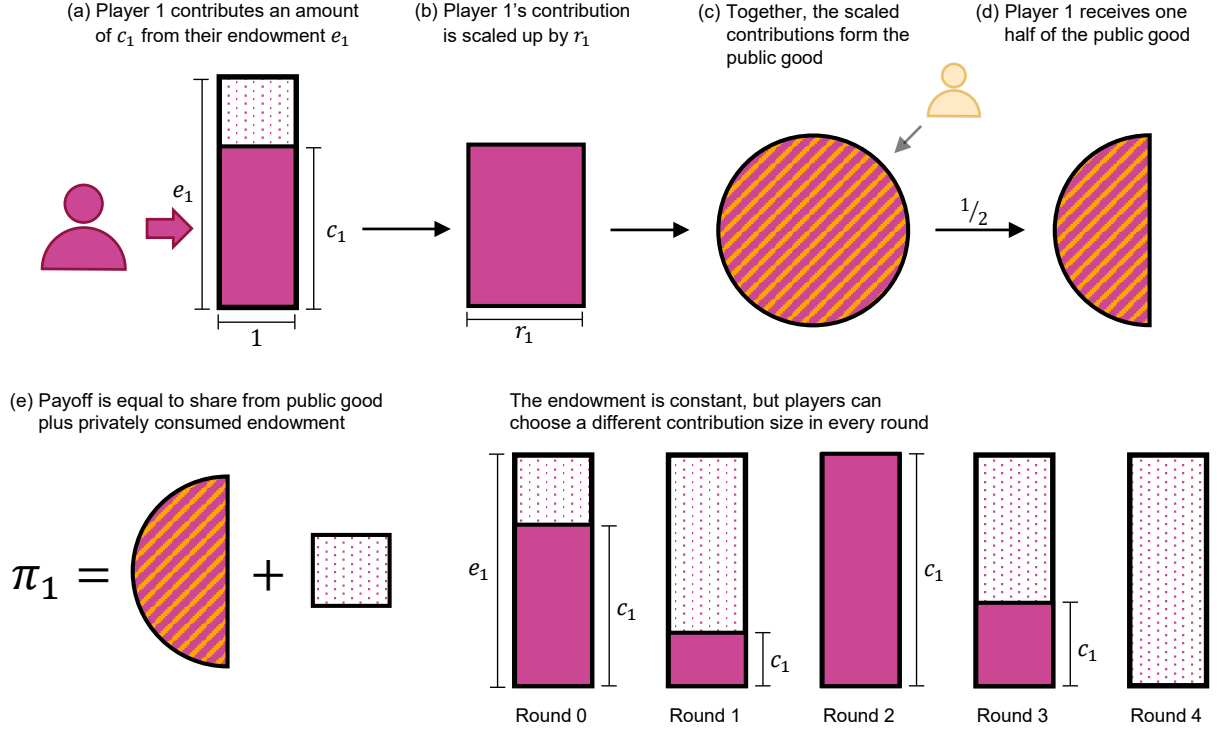 (a) Player 1 contributes an amount
of c₁ from their endowment e₁
(b) Player 1's contribution
is scaled up by r₁
(c) Together, the scaled
contributions form the
public good
(d) Player 1 receives one
half of the public good
e₁
c₁
1
r₁
1/2
(e) Payoff is equal to share from public good
plus privately consumed endowment
π₁ = +
The endowment is constant, but players can
choose a different contribution size in every round
e₁
c₁
c₁
c₁
c₁
Round 0
Round 1
Round 2
Round 3
Round 4